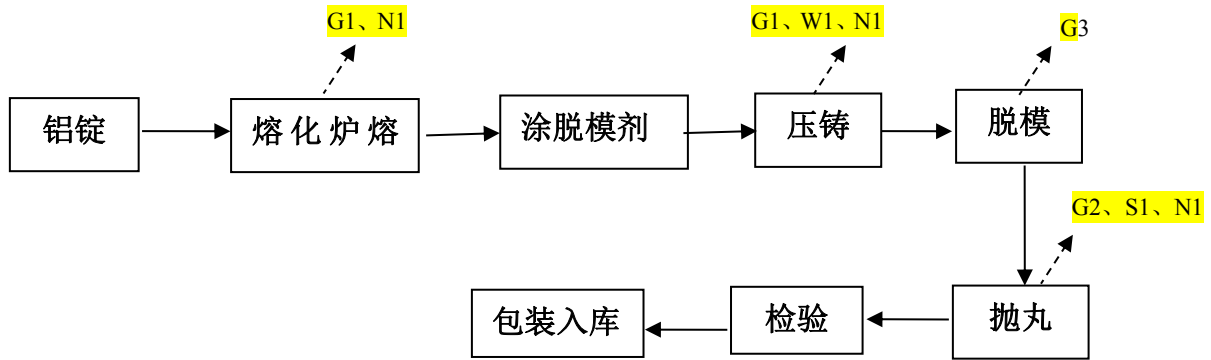 G1、N1
G1、W1、N1
G3
铝锭
熔化炉熔
涂脱模剂
压铸
脱模
G2、S1、N1
包装入库
检验
抛丸